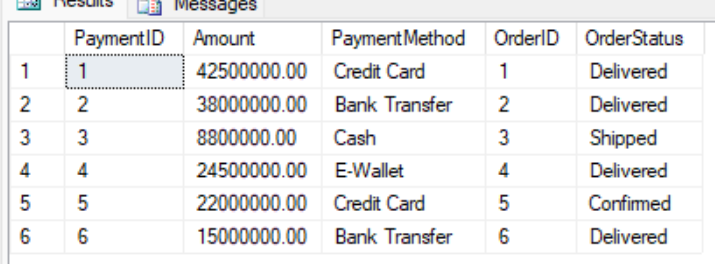 Results Messages
PaymentID Amount PaymentMethod OrderID OrderStatus
1 1 42500000.00 Credit Card 1 Delivered
2 2 38000000.00 Bank Transfer 2 Delivered
3 3 8800000.00 Cash 3 Shipped
4 4 24500000.00 E-Wallet 4 Delivered
5 5 22000000.00 Credit Card 5 Confirmed
6 6 15000000.00 Bank Transfer 6 Delivered